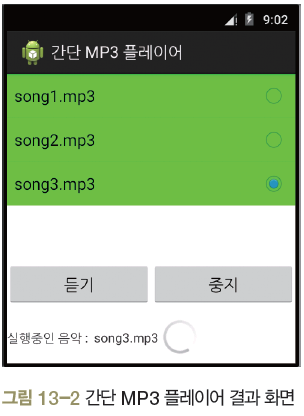 9:02
간단 MP3 플레이어
song1.mp3
song2.mp3
song3.mp3
듣기 중지
실행중인 음악 : song3.mp3
그림 13-2 간단 MP3 플레이어 결과 화면